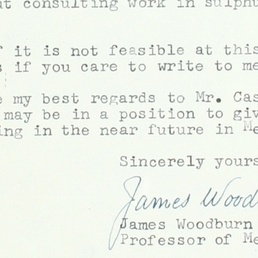 nt consulting work in sulphu
f it is not feasible at this
s if you care to write to me
:
e my best regards to Mr. Cas
may be in a position to giv
ing in the near future in Me
Sincerely yours
James Wood
James Woodburn
Professor of Me